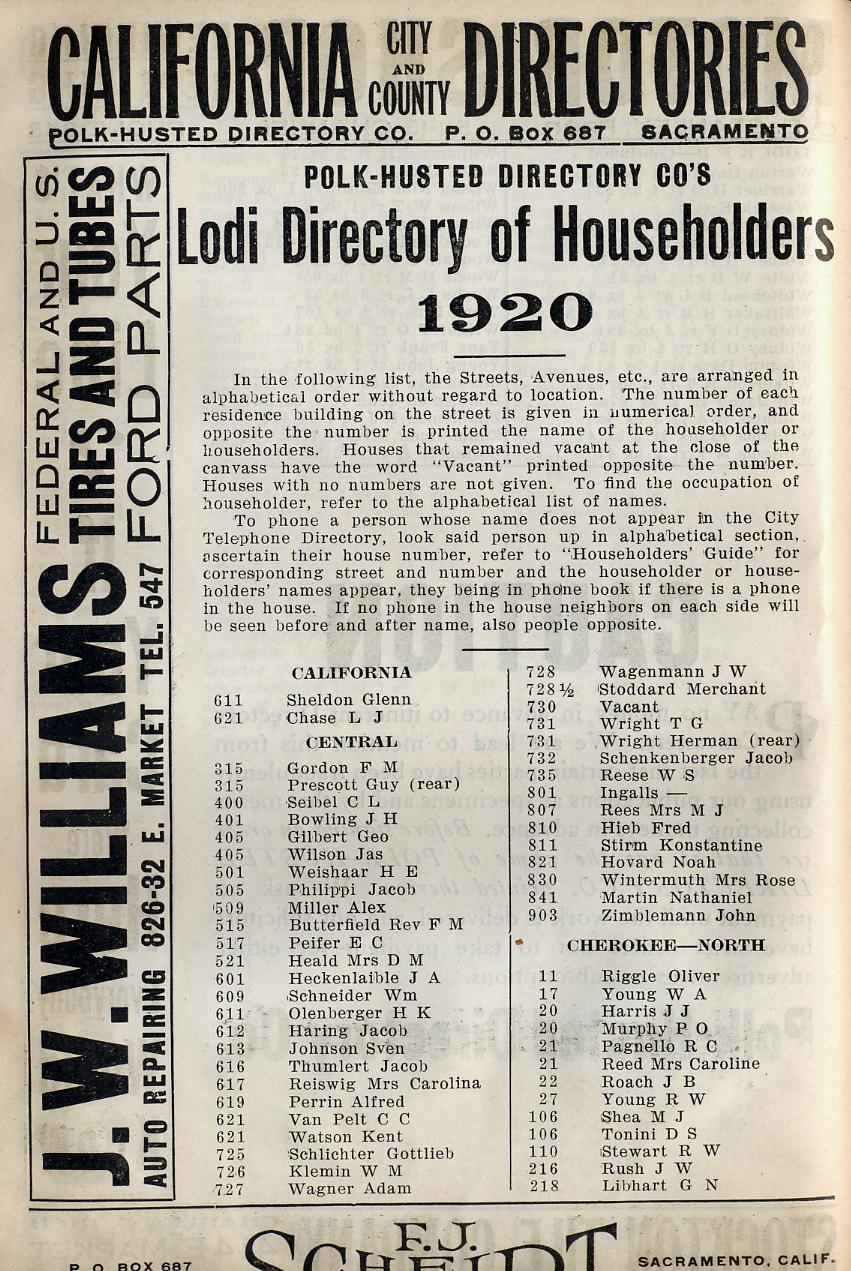 CALIFORNIA CITY AND COUNTY DIRECTORIES
POLK-HUSTED DIRECTORY CO. P. O. BOX 687 SACRAMENTO
J. W. WILLIAMS FEDERAL AND U. S.
TIRES AND TUBES
FORD PARTS
AUTO REPAIRING 826-32 E. MARKET TEL. 547
POLK-HUSTED DIRECTORY CO'S
Lodi Directory of Householders
1920
In the following list, the Streets, Avenues, etc., are arranged in
alphabetical order without regard to location. The number of each
residence building on the street is given in numerical order, and
opposite the number is printed the name of the householder or
householders. Houses that remained vacant at the close of the
canvass have the word "Vacant" printed opposite the number.
Houses with no numbers are not given. To find the occupation of
householder, refer to the alphabetical list of names.
To phone a person whose name does not appear in the City
Telephone Directory, look said person up in alphabetical section,
ascertain their house number, refer to "Householders' Guide" for
corresponding street and number and the householder or house-
holders' names appear, they being in phone book if there is a phone
in the house. If no phone in the house neighbors on each side will
be seen before and after name, also people opposite.
CALIFORNIA
611 Sheldon Glenn
621 Chase L J
CENTRAL
315 Gordon F M
315 Prescott Guy (rear)
400 Seibel C L
401 Bowling J H
405 Gilbert Geo
405 Wilson Jas
501 Weishaar H E
505 Philippi Jacob
509 Miller Alex
515 Butterfield Rev F M
517 Peifer E C
521 Heald Mrs D M
601 Heckenlaible J A
609 Schneider Wm
611 Olenberger H K
612 Haring Jacob
613 Johnson Sven
616 Thumlert Jacob
617 Reiswig Mrs Carolina
619 Perrin Alfred
621 Van Pelt C C
621 Watson Kent
725 Schlichter Gottlieb
726 Klemin W M
727 Wagner Adam
728 Wagenmann J W
728½ Stoddard Merchant
730 Vacant
731 Wright T G
731 Wright Herman (rear)
732 Schenkenberger Jacob
735 Reese W S
801 Ingalls —
807 Rees Mrs M J
810 Hieb Fred
811 Stirm Konstantine
821 Hovard Noah
830 Wintermuth Mrs Rose
841 Martin Nathaniel
903 Zimblemann John
CHEROKEE—NORTH
11 Riggle Oliver
17 Young W A
20 Harris J J
20 Murphy P O
21 Pagnello R C
21 Reed Mrs Caroline
22 Roach J B
27 Young R W
106 Shea M J
106 Tonini D S
110 Stewart R W
216 Rush J W
218 Libhart G N
F. J.
SCHEIDT
P. O. BOX 687 SACRAMENTO, CALIF.